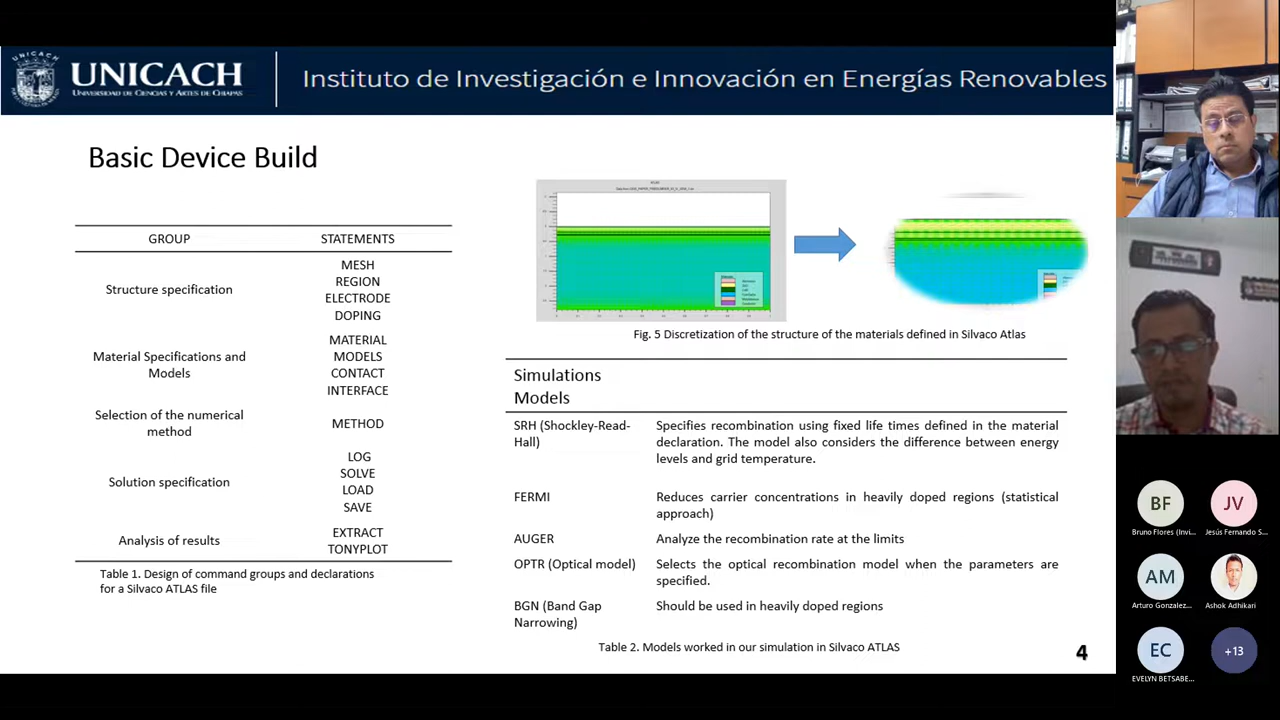 UNICACH
UNIVERSIDAD DE CIENCIAS Y ARTES DE CHIAPAS
Instituto de Investigación e Innovación en Energías Renovables
Basic Device Build
GROUP STATEMENTS
Structure specification
MESH
REGION
ELECTRODE
DOPING
Material Specifications and
Models
MATERIAL
MODELS
CONTACT
INTERFACE
Selection of the numerical
method
METHOD
Solution specification
LOG
SOLVE
LOAD
SAVE
Analysis of results
EXTRACT
TONYPLOT
Table 1. Design of command groups and declarations
for a Silvaco ATLAS file
Fig. 5 Discretization of the structure of the materials defined in Silvaco Atlas
Simulations
Models
SRH (Shockley-Read-
Hall)
Specifies recombination using fixed life times defined in the material
declaration. The model also considers the difference between energy
levels and grid temperature.
FERMI
Reduces carrier concentrations in heavily doped regions (statistical
approach)
AUGER
Analyze the recombination rate at the limits
OPTR (Optical model)
Selects the optical recombination model when the parameters are
specified.
BGN (Band Gap
Narrowing)
Should be used in heavily doped regions
Table 2. Models worked in our simulation in Silvaco ATLAS
4
BF
Bruno Flores (Invi...
JV
Jesús Fernando S...
AM
Arturo Gonzalez...
Ashok Adhikari
EC
EVELYN BETSABE...
+13